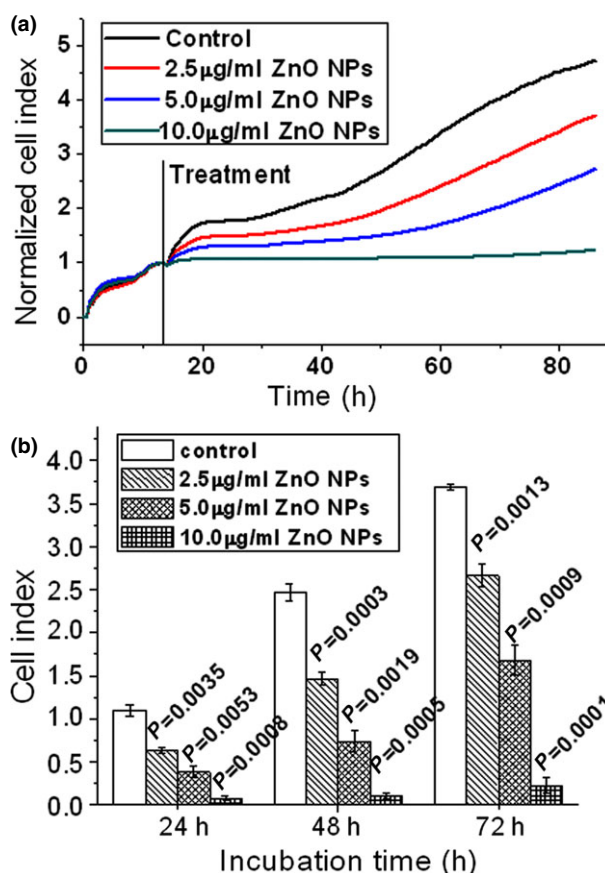 (a)
Control
2.5μg/ml ZnO NPs
5.0μg/ml ZnO NPs
10.0μg/ml ZnO NPs
Treatment
Normalized cell index
5
4
3
2
1
0
0 20 40 60 80
Time (h)
(b)
control
2.5μg/ml ZnO NPs
5.0μg/ml ZnO NPs
10.0μg/ml ZnO NPs
Cell index
4.0
3.5
3.0
2.5
2.0
1.5
1.0
0.5
0.0
P=0.0035
P=0.0053
P=0.0008
P=0.0003
P=0.0019
P=0.0005
P=0.0013
P=0.0009
P=0.0001
24 h 48 h 72 h
Incubation time (h)